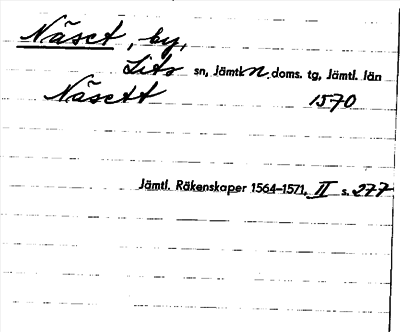 Näset, by,
Lits sn, Jämtl. n. doms. tg, Jämtl. län
Näsett 1570
Jämtl. Räkenskaper 1564–1571, II s. 277